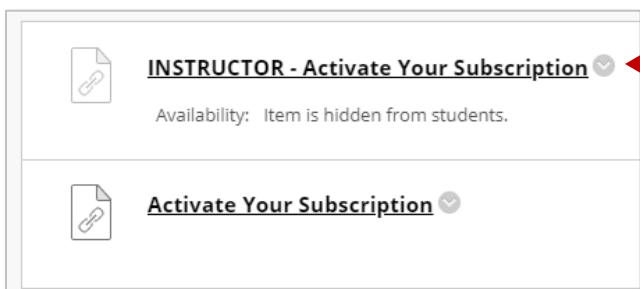 INSTRUCTOR - Activate Your Subscription
Availability: Item is hidden from students.
Activate Your Subscription